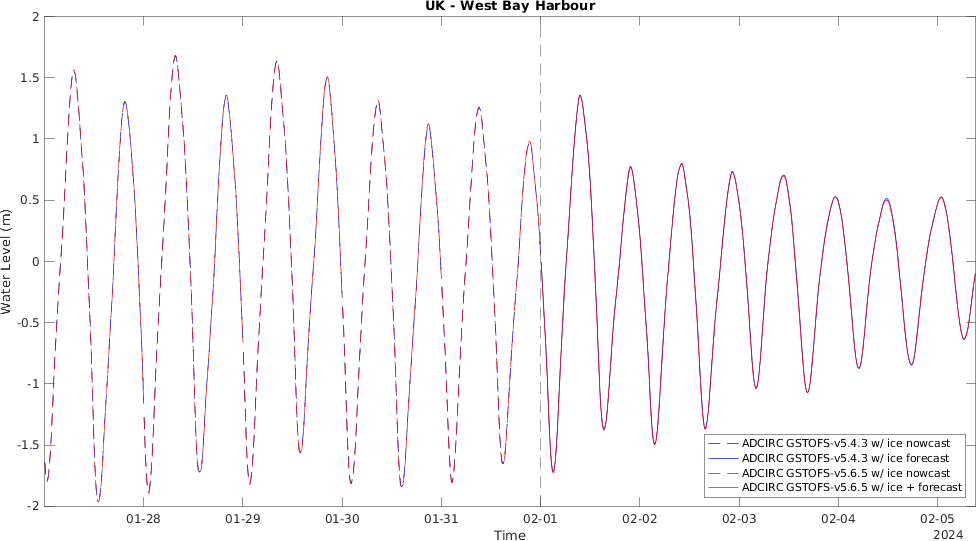 UK - West Bay Harbour
2
1.5
1
0.5
0
-0.5
-1
-1.5
-2
Water Level (m)
01-28
01-29
01-30
01-31
02-01
02-02
02-03
02-04
02-05
Time
2024
ADCIRC GSTOFS-v5.4.3 w/ ice nowcast
ADCIRC GSTOFS-v5.4.3 w/ ice forecast
ADCIRC GSTOFS-v5.6.5 w/ ice nowcast
ADCIRC GSTOFS-v5.6.5 w/ ice + forecast